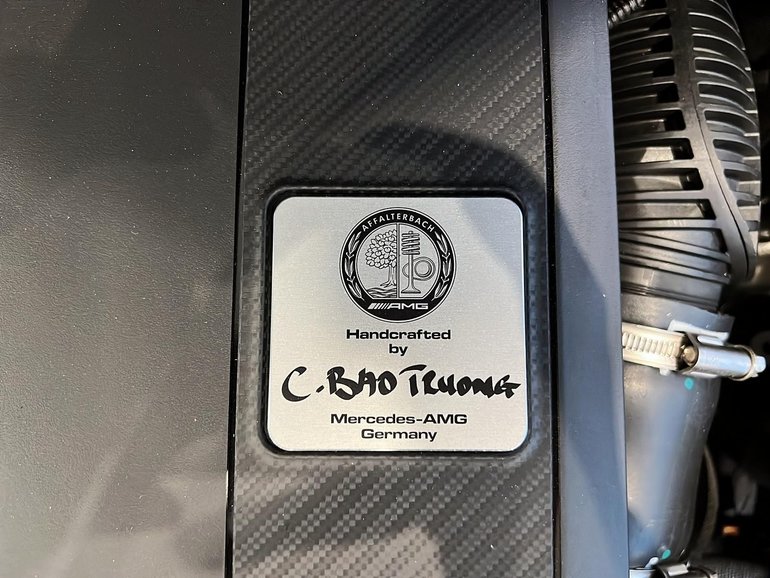 AFFALTERBACH
AMG
Handcrafted
by
C. BAO TRUONG
Mercedes-AMG
Germany